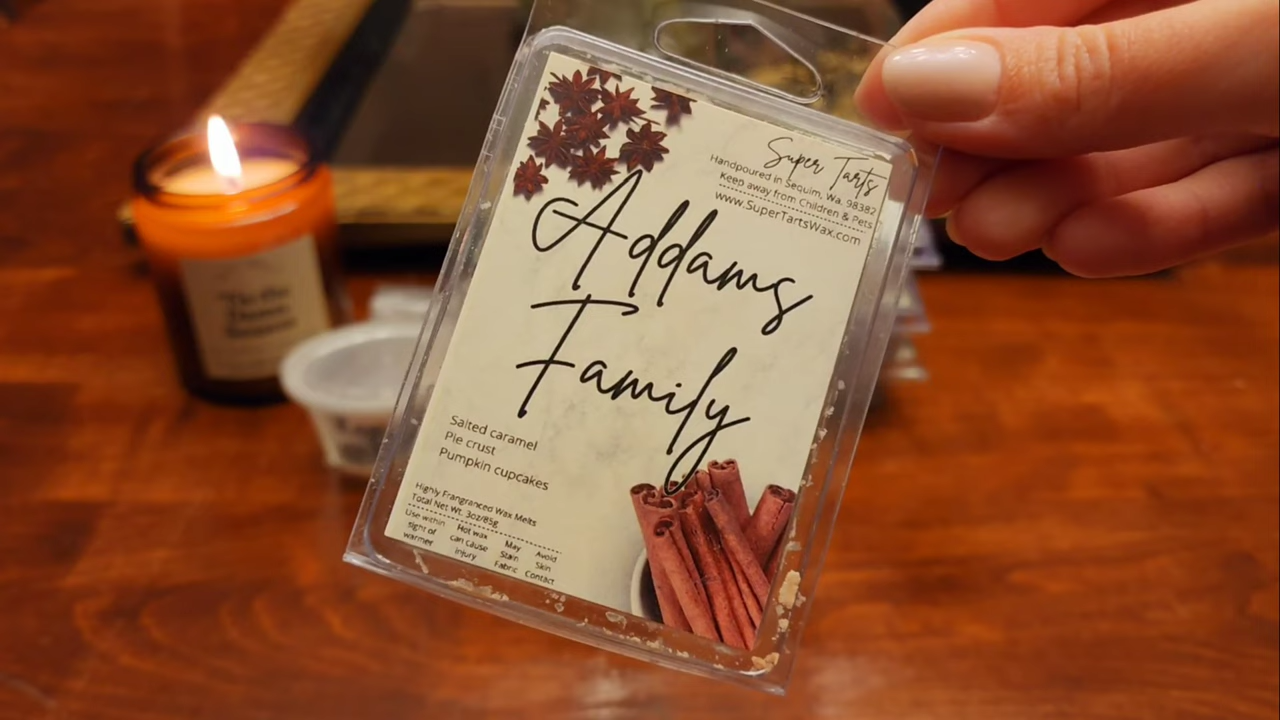 Super Tarts
Handpoured in Sequim, Wa. 98382
Keep away from Children & Pets
www.SuperTartsWax.com
Addams
Family
Salted caramel
Pie crust
Pumpkin cupcakes
Highly Frangranced Wax Melts
Total Net Wt. 3oz/85g
Use within sight of warmer
Hot wax can cause injury
May Stain Fabric
Avoid Skin Contact